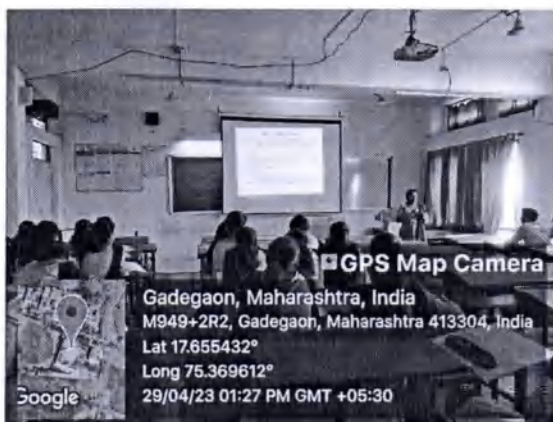 GPS Map Camera
Gadegaon, Maharashtra, India
M949+2R2, Gadegaon, Maharashtra 413304, India
Lat 17.655432°
Long 75.369612°
29/04/23 01:27 PM GMT +05:30
Google